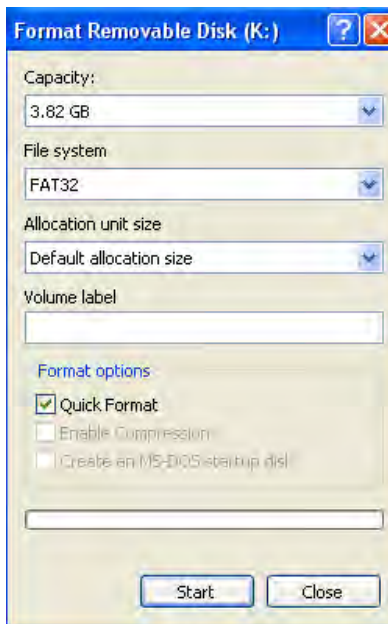 Format Removable Disk (K:)
Capacity:
3.82 GB
File system
FAT32
Allocation unit size
Default allocation size
Volume label
Format options
Quick Format
Enable Compression
Create an MS-DOS startup disk
Start
Close